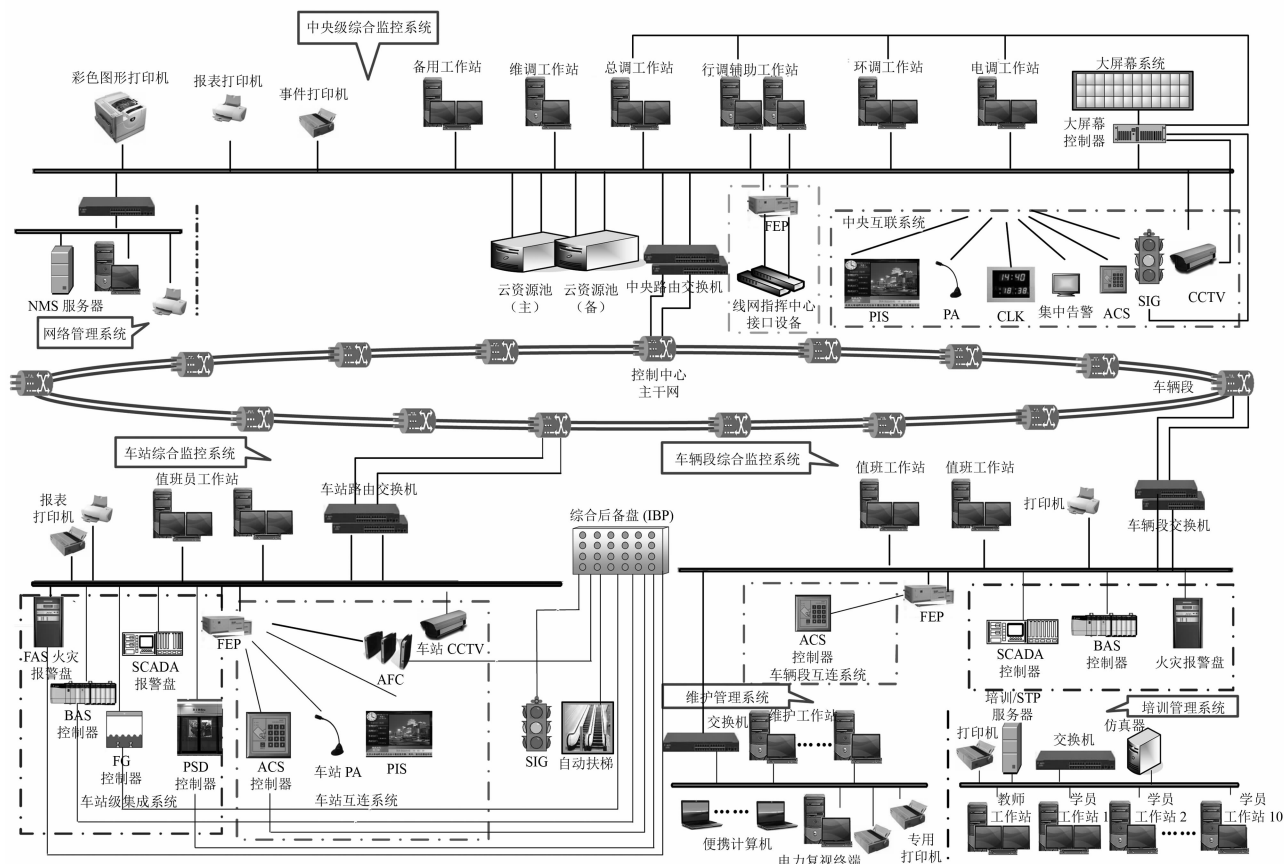 中央级综合监控系统
彩色图形打印机
报表打印机
事件打印机
备用工作站
维调工作站
总调工作站
行调辅助工作站
环调工作站
电调工作站
大屏幕系统
大屏幕
控制器
NMS 服务器
网络管理系统
云资源池
(主)
云资源池
(备)
中央路由交换机
FEP
线网指挥中心
接口设备
中央互联系统
PIS
PA
CLK
集中告警
ACS
SIG
CCTV
14:40
18:38
控制中心
主干网
车辆段
车站综合监控系统
车辆段综合监控系统
报表
打印机
值班员工作站
车站路由交换机
综合后备盘 (IBP)
值班工作站
值班工作站
打印机
车辆段交换机
FAS 火灾
报警盘
SCADA
报警盘
BAS
控制器
FG
控制器
PSD
控制器
车站级集成系统
FEP
AFC
车站 CCTV
ACS
控制器
车站 PA
PIS
车站互连系统
SIG
自动扶梯
ACS
控制器
车辆段互连系统
FEP
SCADA
控制器
BAS
控制器
火灾报警盘
维护管理系统
交换机
维护工作站
便携计算机
电力复视终端
专用
打印机
培训/STP
服务器
培训管理系统
打印机
交换机
仿真器
教师
工作站
学员
工作站 1
学员
工作站 2
学员
工作站 10